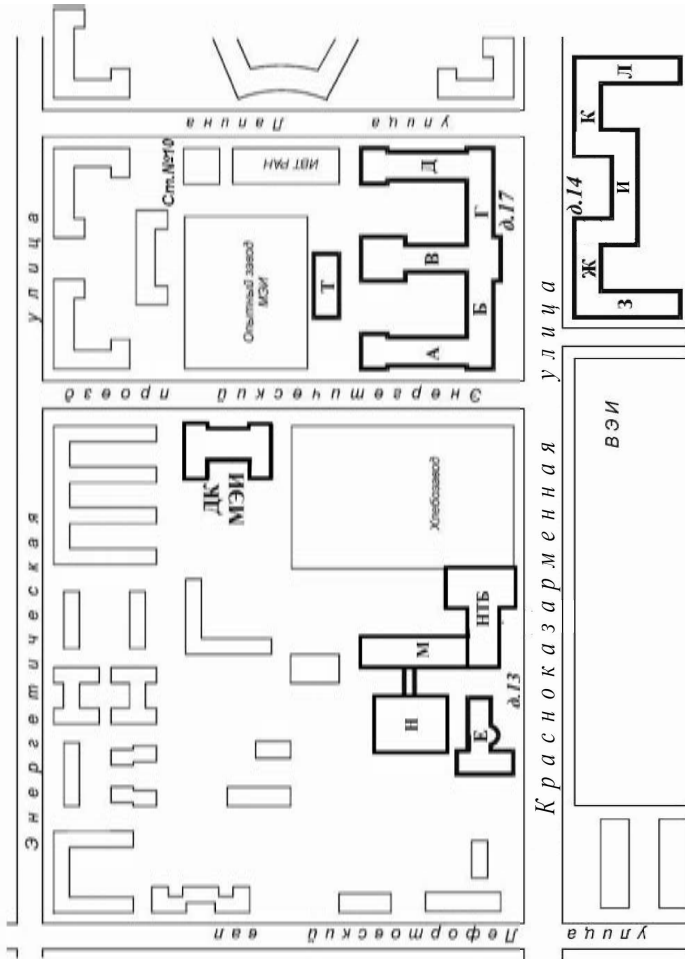 Энергетическая улица
улица Лапина
Ст.№10
ИВТ РАН
Опытный завод
МЭИ
Т
Д
Г
В
Б
А
д.17
Энергетический проезд
ДК
МЭИ
Хлебозавод
НТБ
М
Н
Е
д.13
Красноказарменная улица
Л
К
И
Ж
З
д.14
ВЭИ
Лефортовский вал
улица